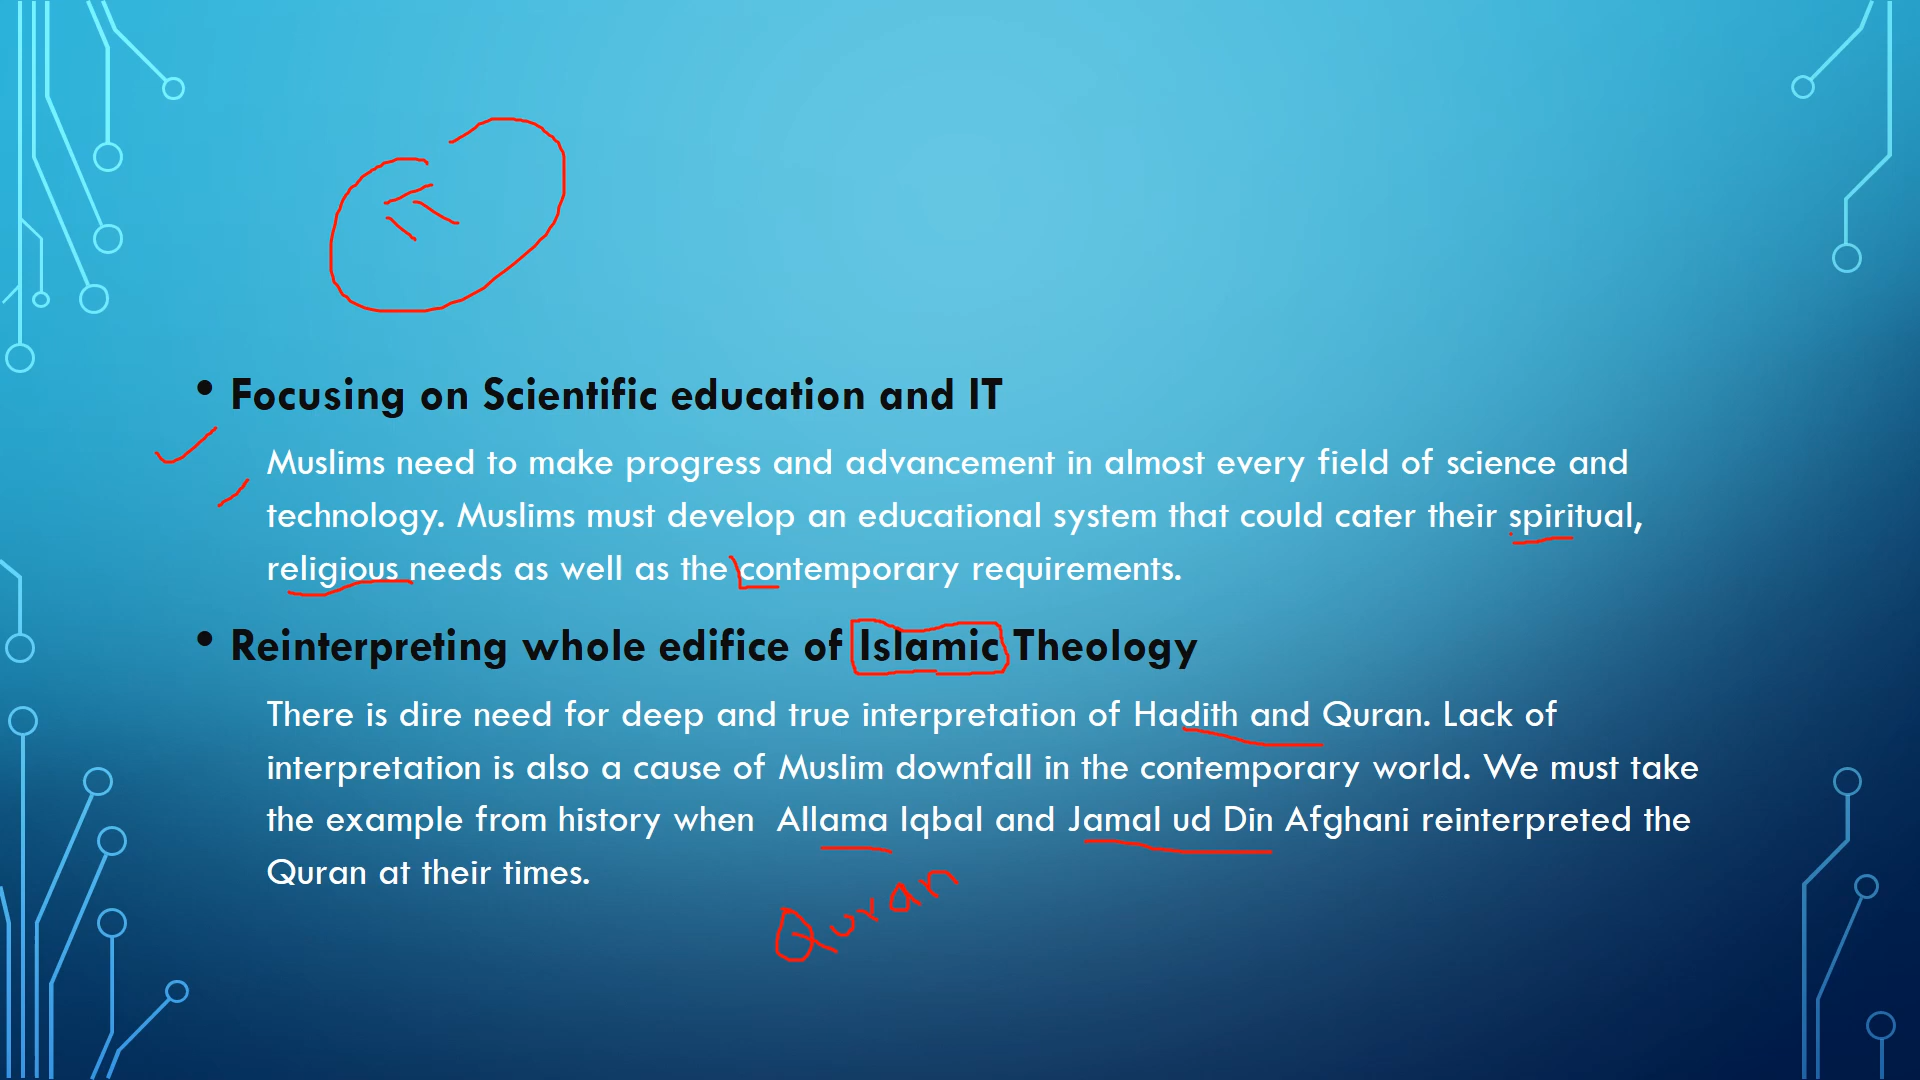 • Focusing on Scientific education and IT
Muslims need to make progress and advancement in almost every field of science and
technology. Muslims must develop an educational system that could cater their spiritual,
religious needs as well as the contemporary requirements.
• Reinterpreting whole edifice of Islamic Theology
There is dire need for deep and true interpretation of Hadith and Quran. Lack of
interpretation is also a cause of Muslim downfall in the contemporary world. We must take
the example from history when Allama Iqbal and Jamal ud Din Afghani reinterpreted the
Quran at their times.
Quran